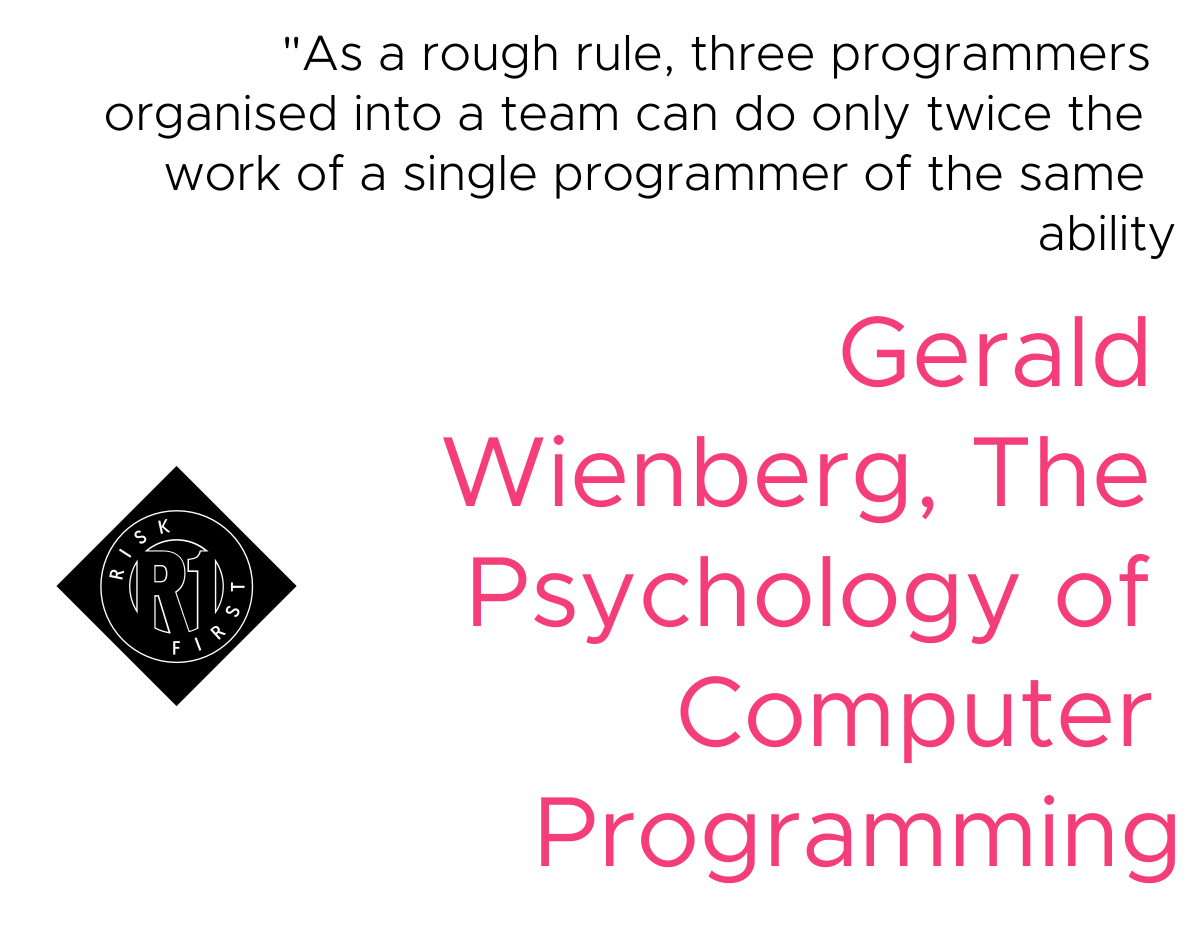 "As a rough rule, three programmers
organised into a team can do only twice the
work of a single programmer of the same
ability
Gerald
Wienberg, The
Psychology of
Computer
Programming
RISK
R1
FIRST